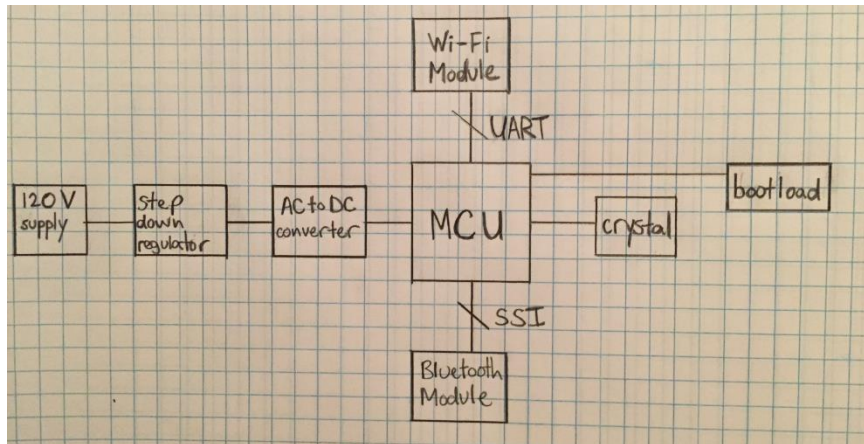 Wi-Fi
Module
UART
120V
supply
step
down
regulator
AC to DC
converter
MCU
bootload
crystal
SSI
Bluetooth
Module